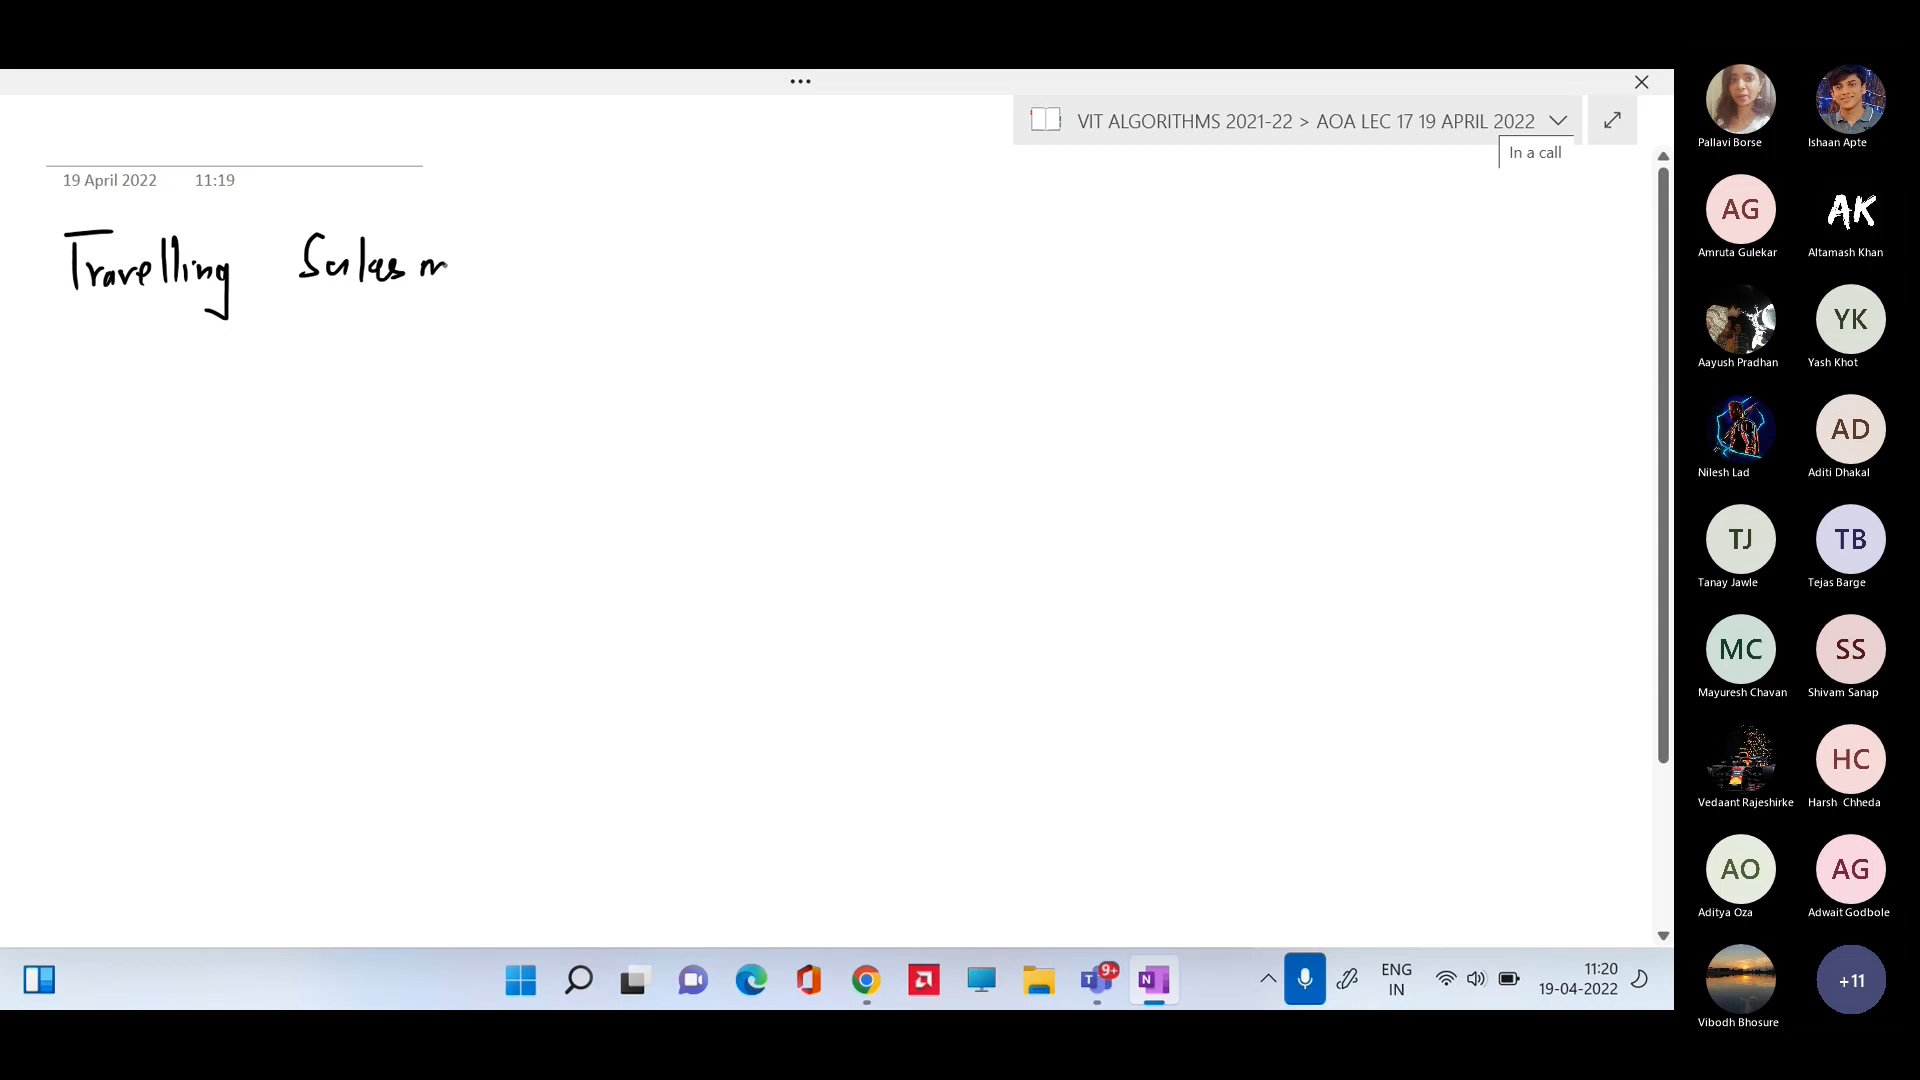 VIT ALGORITHMS 2021-22 > AOA LEC 17 19 APRIL 2022
In a call
19 April 2022 11:19
Travelling Salesm
Pallavi Borse
Ishaan Apte
AG
AK
Amruta Gulekar
Altamash Khan
YK
Aayush Pradhan
Yash Khot
AD
Nilesh Lad
Aditi Dhakal
TJ
TB
Tanay Jawle
Tejas Barge
MC
SS
Mayuresh Chavan
Shivam Sanap
HC
Vedaant Rajeshirke
Harsh Chheda
AO
AG
Aditya Oza
Adwait Godbole
+11
Vibodh Bhosure
9+
T
N
ENG
IN
11:20
19-04-2022